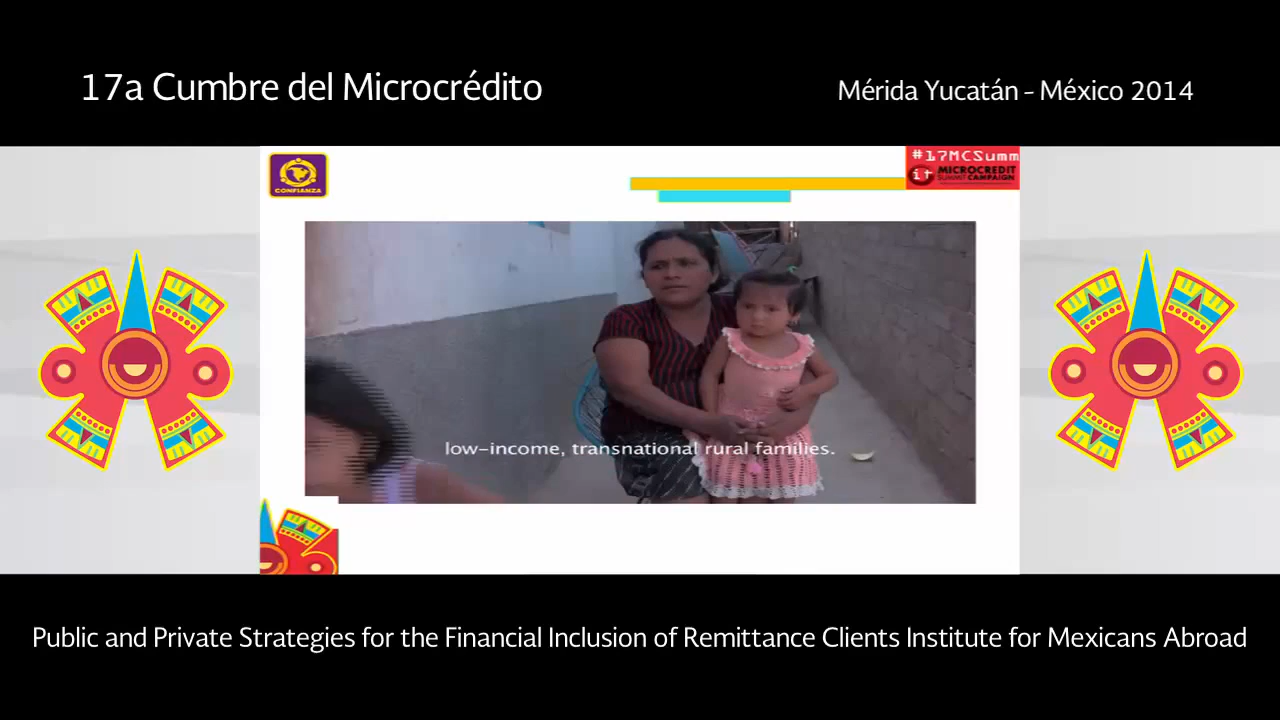 17a Cumbre del Microcrédito
Mérida Yucatán - México 2014
CONFIANZA
#17MCSumm
it MICROCREDIT
SUMMIT CAMPAIGN
low-income, transnational rural families.
Public and Private Strategies for the Financial Inclusion of Remittance Clients Institute for Mexicans Abroad